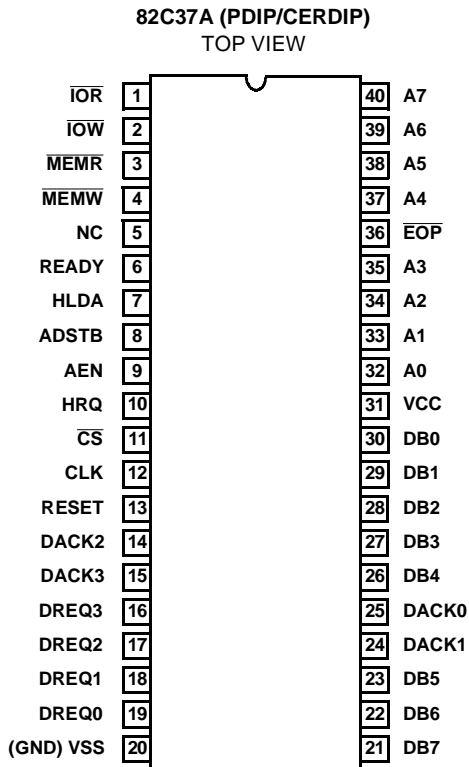 82C37A (PDIP/CERDIP)
TOP VIEW
IOR 1 40 A7
IOW 2 39 A6
MEMR 3 38 A5
MEMW 4 37 A4
NC 5 36 EOP
READY 6 35 A3
HLDA 7 34 A2
ADSTB 8 33 A1
AEN 9 32 A0
HRQ 10 31 VCC
CS 11 30 DB0
CLK 12 29 DB1
RESET 13 28 DB2
DACK2 14 27 DB3
DACK3 15 26 DB4
DREQ3 16 25 DACK0
DREQ2 17 24 DACK1
DREQ1 18 23 DB5
DREQ0 19 22 DB6
(GND) VSS 20 21 DB7